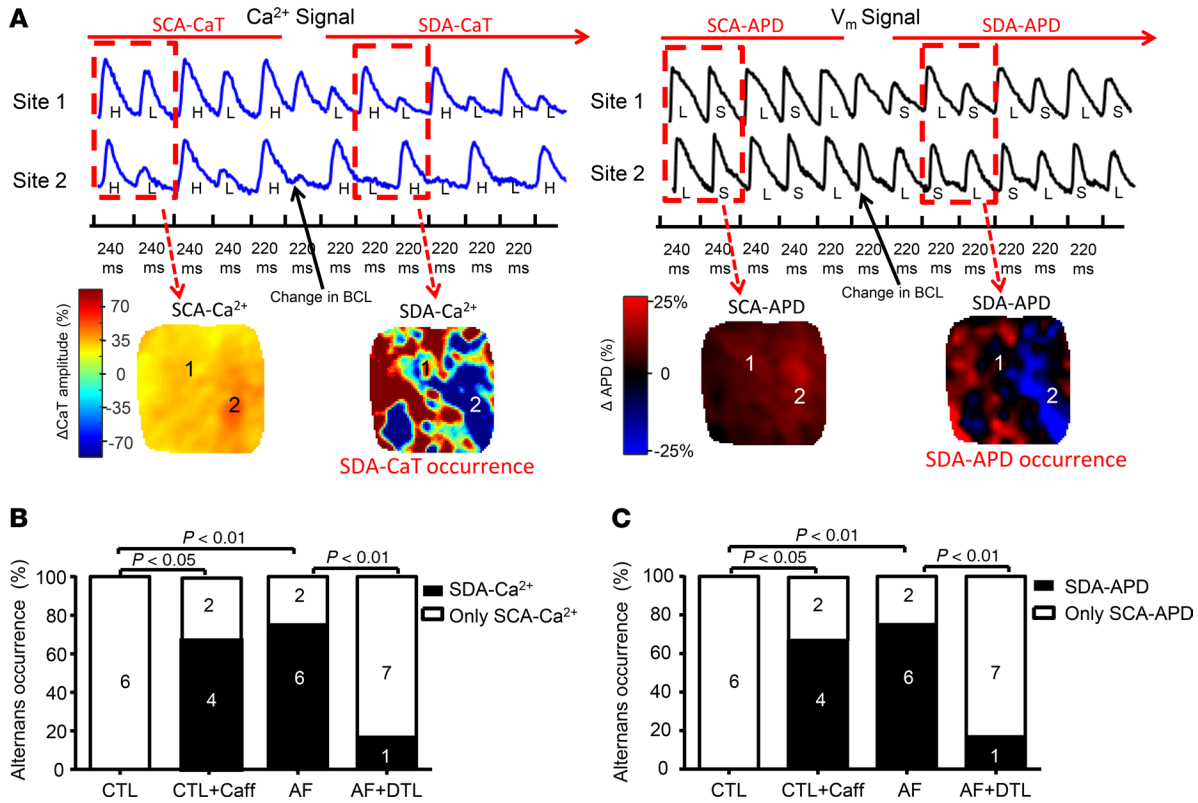 A
Ca²⁺ Signal
SCA-CaT
SDA-CaT
Site 1
H L H L H L H L H L H L
Site 2
H L H L H H L H L H
240 240 240 240 220 220 220 220 220 220 220
ms ms ms ms ms ms ms ms ms ms ms
Change in BCL
SCA-Ca²⁺
SDA-Ca²⁺
ΔCaT amplitude (%)
70
35
0
-35
-70
1
2
1
2
SDA-CaT occurrence
Vm Signal
SCA-APD
SDA-APD
Site 1
L S L S L S L S L S L S
Site 2
L S L S L L S L S L S L
240 240 240 240 220 220 220 220 220 220 220
ms ms ms ms ms ms ms ms ms ms ms
Change in BCL
SCA-APD
SDA-APD
Δ APD (%)
25%
0
-25%
1
2
1
2
SDA-APD occurrence
B
P < 0.01
P < 0.05
P < 0.01
Alternans occurrence (%)
100
80
60
40
20
0
6
2
4
2
6
7
1
SDA-Ca²⁺
Only SCA-Ca²⁺
CTL CTL+Caff AF AF+DTL
C
P < 0.01
P < 0.05
P < 0.01
Alternans occurrence (%)
100
80
60
40
20
0
6
2
4
2
6
7
1
SDA-APD
Only SCA-APD
CTL CTL+Caff AF AF+DTL